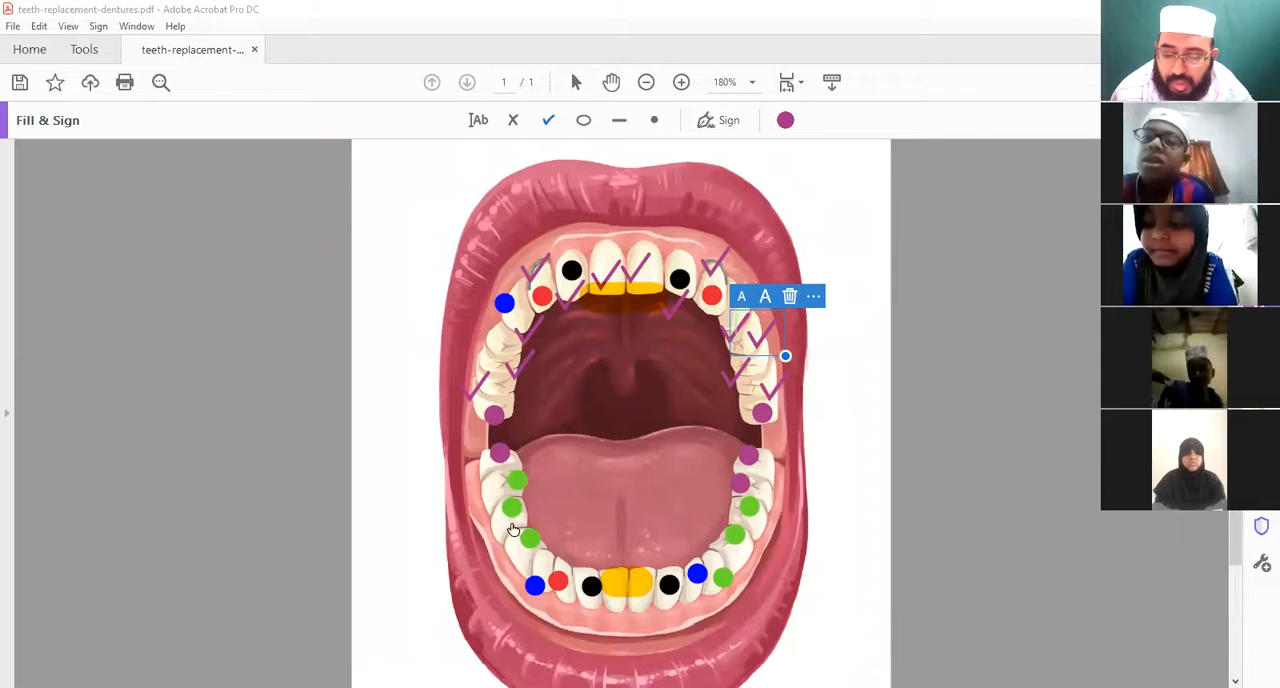 teeth-replacement-dentures.pdf - Adobe Acrobat Pro DC
File Edit View Sign Window Help
Home Tools teeth-replacement-... ×
1 / 1 180%
Fill & Sign IAb Sign
A A